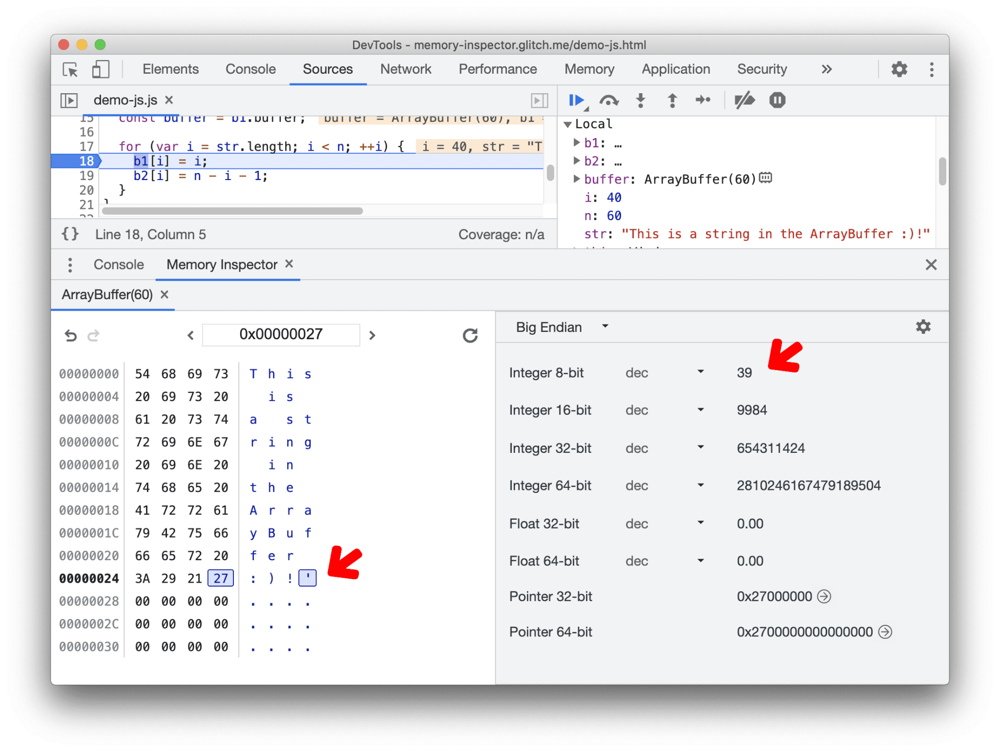 DevTools - memory-inspector.glitch.me/demo-js.html
Elements Console Sources Network Performance Memory Application Security »
demo-js.js ×
15 const buffer = b1.buffer; buffer = ArrayBuffer(60), b1
16
17 for (var i = str.length; i < n; ++i) { i = 40, str = "T
18 b1[i] = i;
19 b2[i] = n - i - 1;
20 }
21 }
{} Line 18, Column 5 Coverage: n/a
Local
b1: …
b2: …
buffer: ArrayBuffer(60)
i: 40
n: 60
str: "This is a string in the ArrayBuffer :)!"
Console Memory Inspector ×
ArrayBuffer(60) ×
0x00000027
00000000 54 68 69 73 T h i s
00000004 20 69 73 20 i s
00000008 61 20 73 74 a s t
0000000C 72 69 6E 67 r i n g
00000010 20 69 6E 20 i n
00000014 74 68 65 20 t h e
00000018 41 72 72 61 A r r a
0000001C 79 42 75 66 y B u f
00000020 66 65 72 20 f e r
00000024 3A 29 21 27 : ) ! '
00000028 00 00 00 00 . . . .
0000002C 00 00 00 00 . . . .
00000030 00 00 00 00 . . . .
Big Endian
Integer 8-bit dec 39
Integer 16-bit dec 9984
Integer 32-bit dec 654311424
Integer 64-bit dec 2810246167479189504
Float 32-bit dec 0.00
Float 64-bit dec 0.00
Pointer 32-bit 0x27000000
Pointer 64-bit 0x2700000000000000